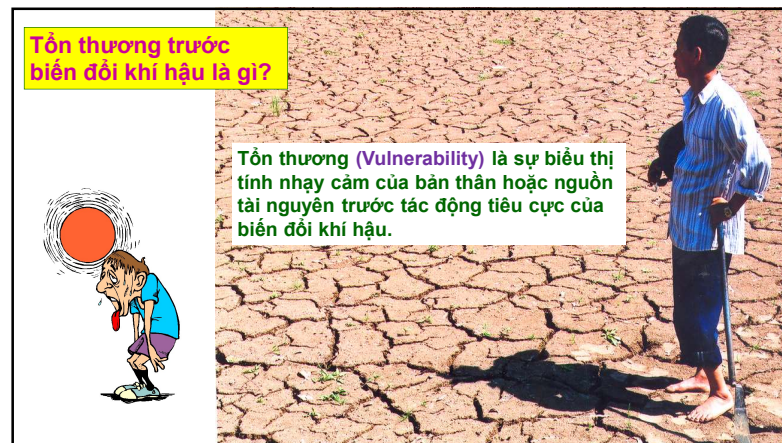 Tổn thương trước
biến đổi khí hậu là gì?
Tổn thương (Vulnerability) là sự biểu thị
tính nhạy cảm của bản thân hoặc nguồn
tài nguyên trước tác động tiêu cực của
biến đổi khí hậu.